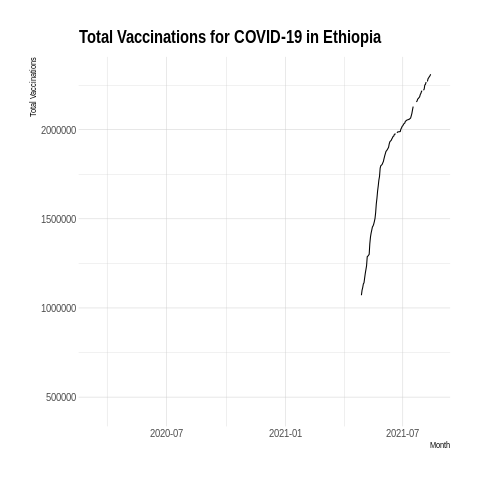 Total Vaccinations for COVID-19 in Ethiopia
Total Vaccinations
2000000
1500000
1000000
500000
2020-07 2021-01 2021-07
Month